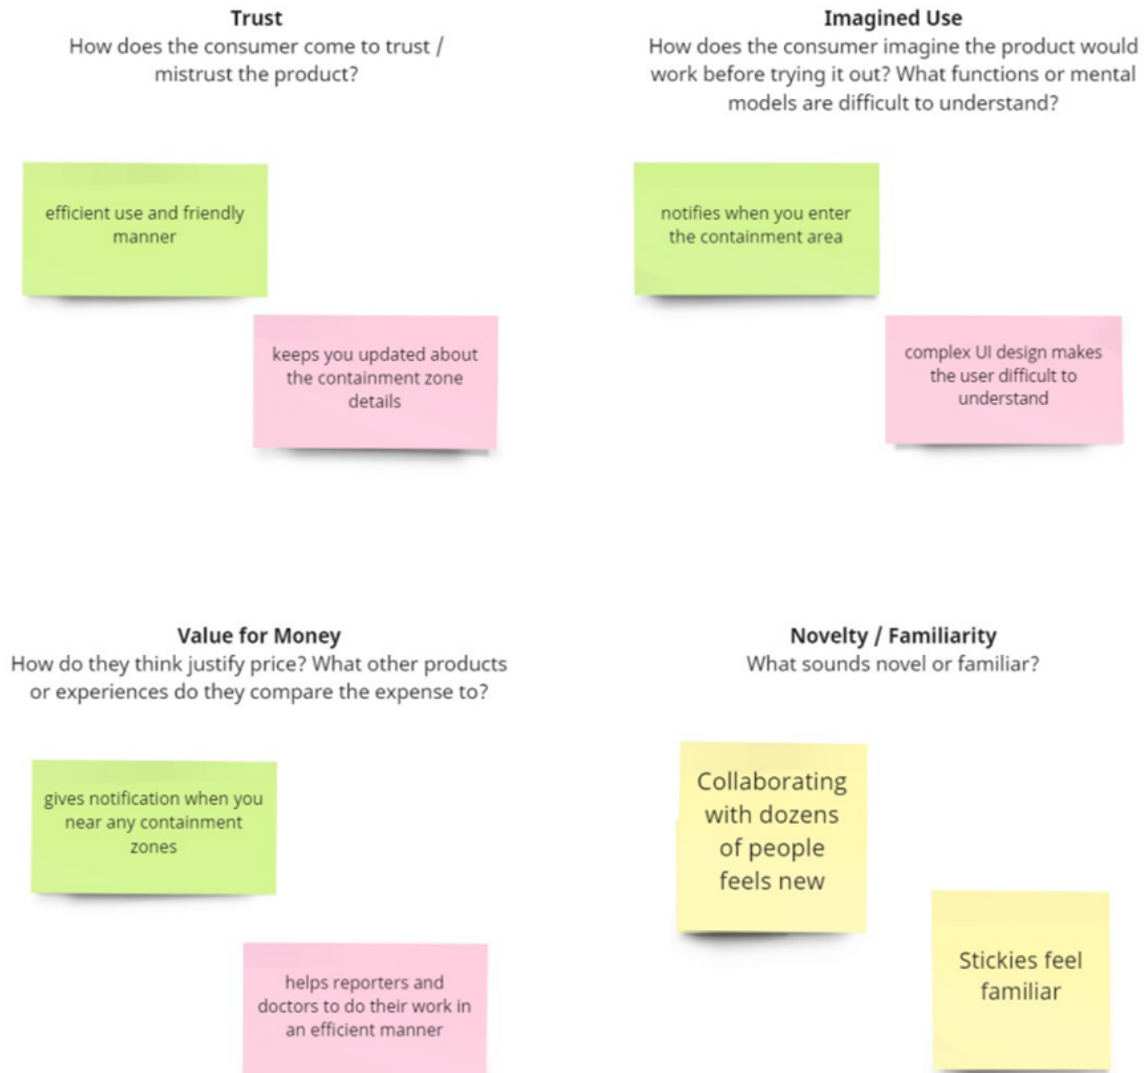 Trust
How does the consumer come to trust /
mistrust the product?
efficient use and friendly
manner
keeps you updated about
the containment zone
details
Imagined Use
How does the consumer imagine the product would
work before trying it out? What functions or mental
models are difficult to understand?
notifies when you enter
the containment area
complex UI design makes
the user difficult to
understand
Value for Money
How do they think justify price? What other products
or experiences do they compare the expense to?
gives notification when you
near any containment
zones
helps reporters and
doctors to do their work in
an efficient manner
Novelty / Familiarity
What sounds novel or familiar?
Collaborating
with dozens
of people
feels new
Stickies feel
familiar